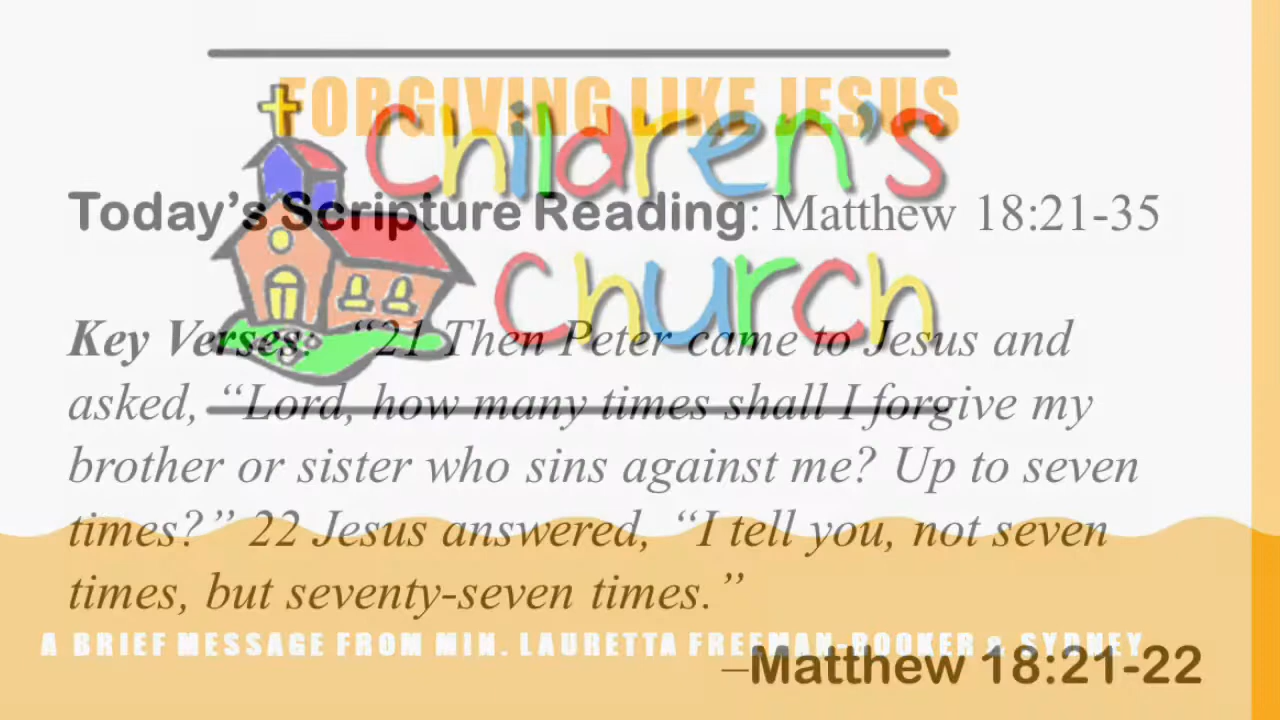 FORGIVING LIKE JESUS
Children's
Church
Today's Scripture Reading: Matthew 18:21-35
Key Verses: “21 Then Peter came to Jesus and
asked, “Lord, how many times shall I forgive my
brother or sister who sins against me? Up to seven
times?” 22 Jesus answered, “I tell you, not seven
times, but seventy-seven times.”
A BRIEF MESSAGE FROM MIN. LAURETTA FREEMAN-BOOKER & SYDNEY
–Matthew 18:21-22